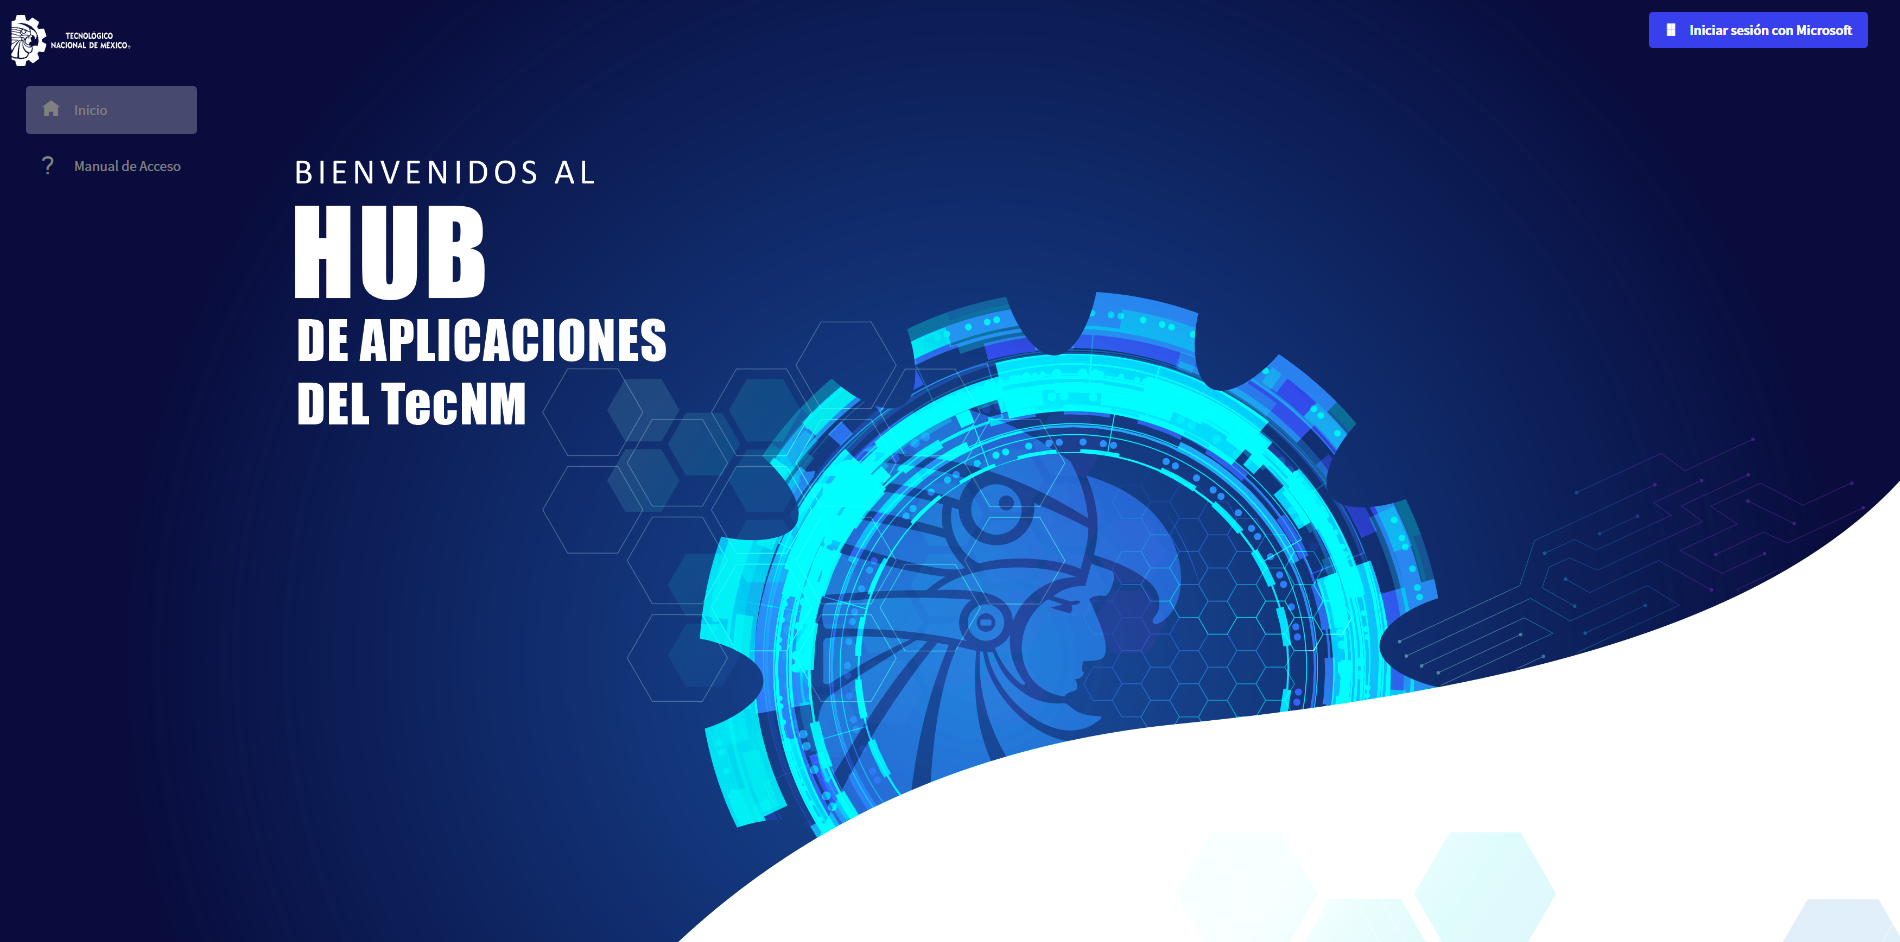 TECNOLÓGICO
NACIONAL DE MÉXICO
Iniciar sesión con Microsoft
Inicio
? Manual de Acceso
BIENVENIDOS AL
HUB
DE APLICACIONES
DEL TecNM